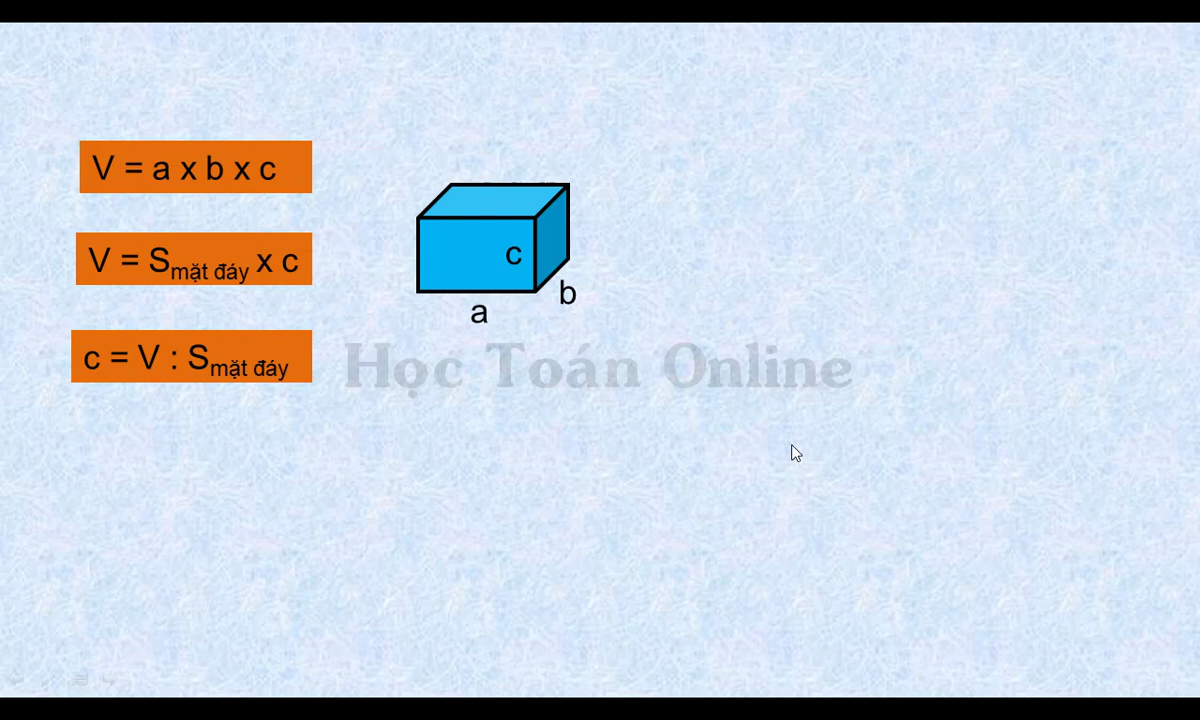 V = a x b x c
V = Smặt đáy x c
c = V : Smặt đáy
c
b
a
Học Toán Online